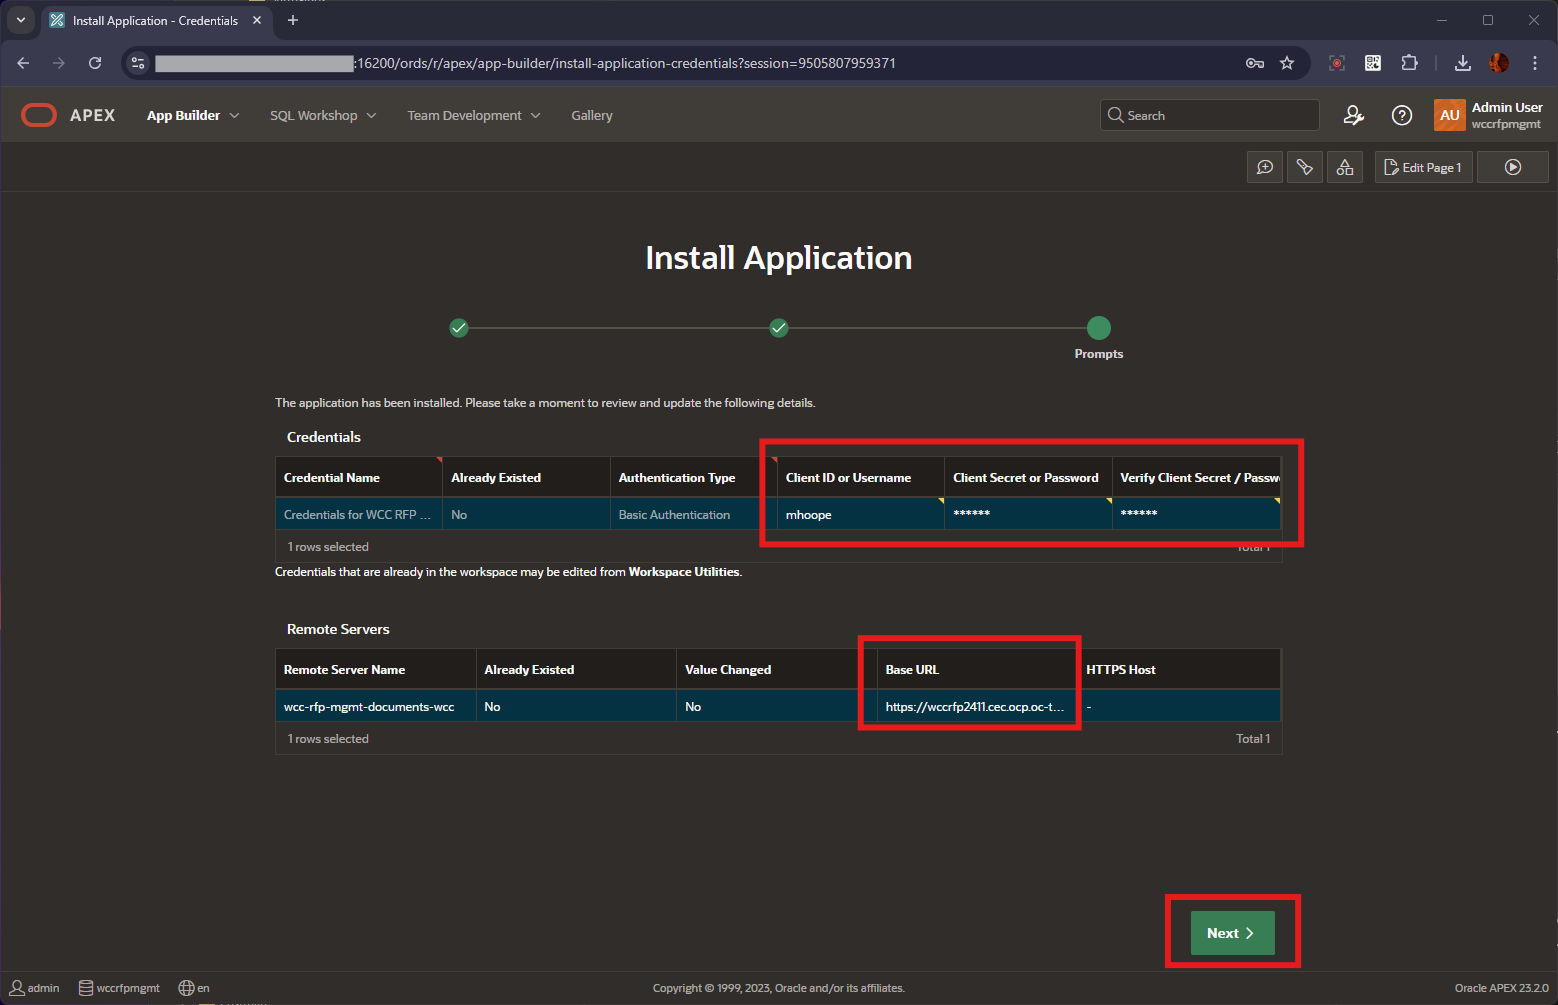 Install Application - Credentials
:16200/ords/r/apex/app-builder/install-application-credentials?session=9505807959371
APEX App Builder SQL Workshop Team Development Gallery Search AU Admin User
wccrfpmgmt
Edit Page 1
Install Application
Prompts
The application has been installed. Please take a moment to review and update the following details.
Credentials
Credential Name Already Existed Authentication Type Client ID or Username Client Secret or Password Verify Client Secret / Passw
Credentials for WCC RFP ... No Basic Authentication mhoope ****** ******
1 rows selected Total 1
Credentials that are already in the workspace may be edited from Workspace Utilities.
Remote Servers
Remote Server Name Already Existed Value Changed Base URL HTTPS Host
wcc-rfp-mgmt-documents-wcc No No https://wccrfp2411.cec.ocp.oc-t... -
1 rows selected Total 1
Next
admin wccrfpmgmt en Copyright © 1999, 2023, Oracle and/or its affiliates. Oracle APEX 23.2.0